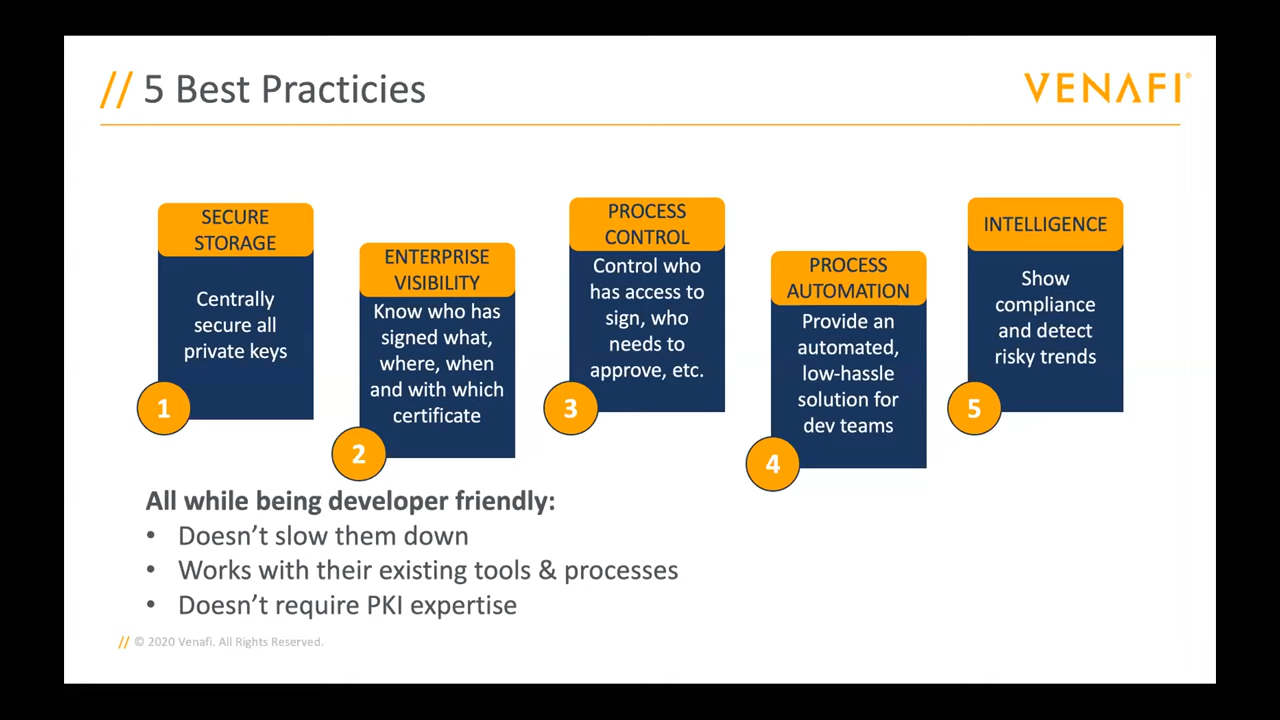 // 5 Best Practicies
VENAFI®
SECURE
STORAGE
Centrally
secure all
private keys
1
ENTERPRISE
VISIBILITY
Know who has
signed what,
where, when
and with which
certificate
2
PROCESS
CONTROL
Control who
has access to
sign, who
needs to
approve, etc.
3
PROCESS
AUTOMATION
Provide an
automated,
low-hassle
solution for
dev teams
4
INTELLIGENCE
Show
compliance
and detect
risky trends
5
All while being developer friendly:
• Doesn’t slow them down
• Works with their existing tools & processes
• Doesn’t require PKI expertise
// © 2020 Venafi. All Rights Reserved.